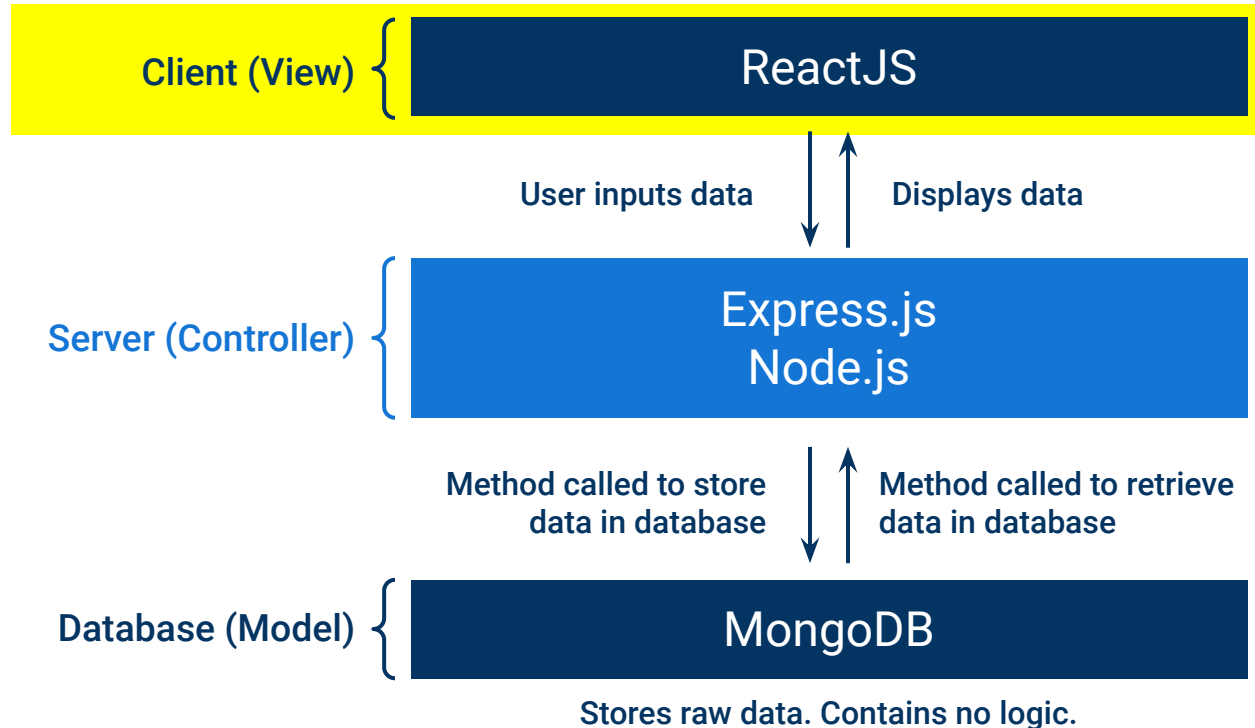 Client (View)
ReactJS
User inputs data
Displays data
Server (Controller)
Express.js
Node.js
Method called to store
data in database
Method called to retrieve
data in database
Database (Model)
MongoDB
Stores raw data. Contains no logic.